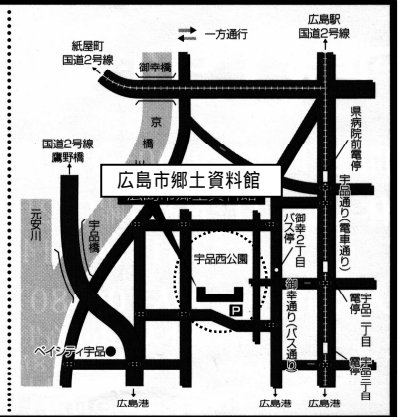 広島駅
国道2号線
一方通行
紙屋町
国道2号線
御幸橋
京橋川
県病院前電停
国道2号線
鷹野橋
広島市郷土資料館
宇品通り(電車通り)
元安川
宇品橋
御幸2丁目
バス停
宇品西公園
P
御幸通り(バス通り)
宇品二丁目
電停
ベイシティ宇品
宇品三丁目
電停
広島港
広島港
広島港